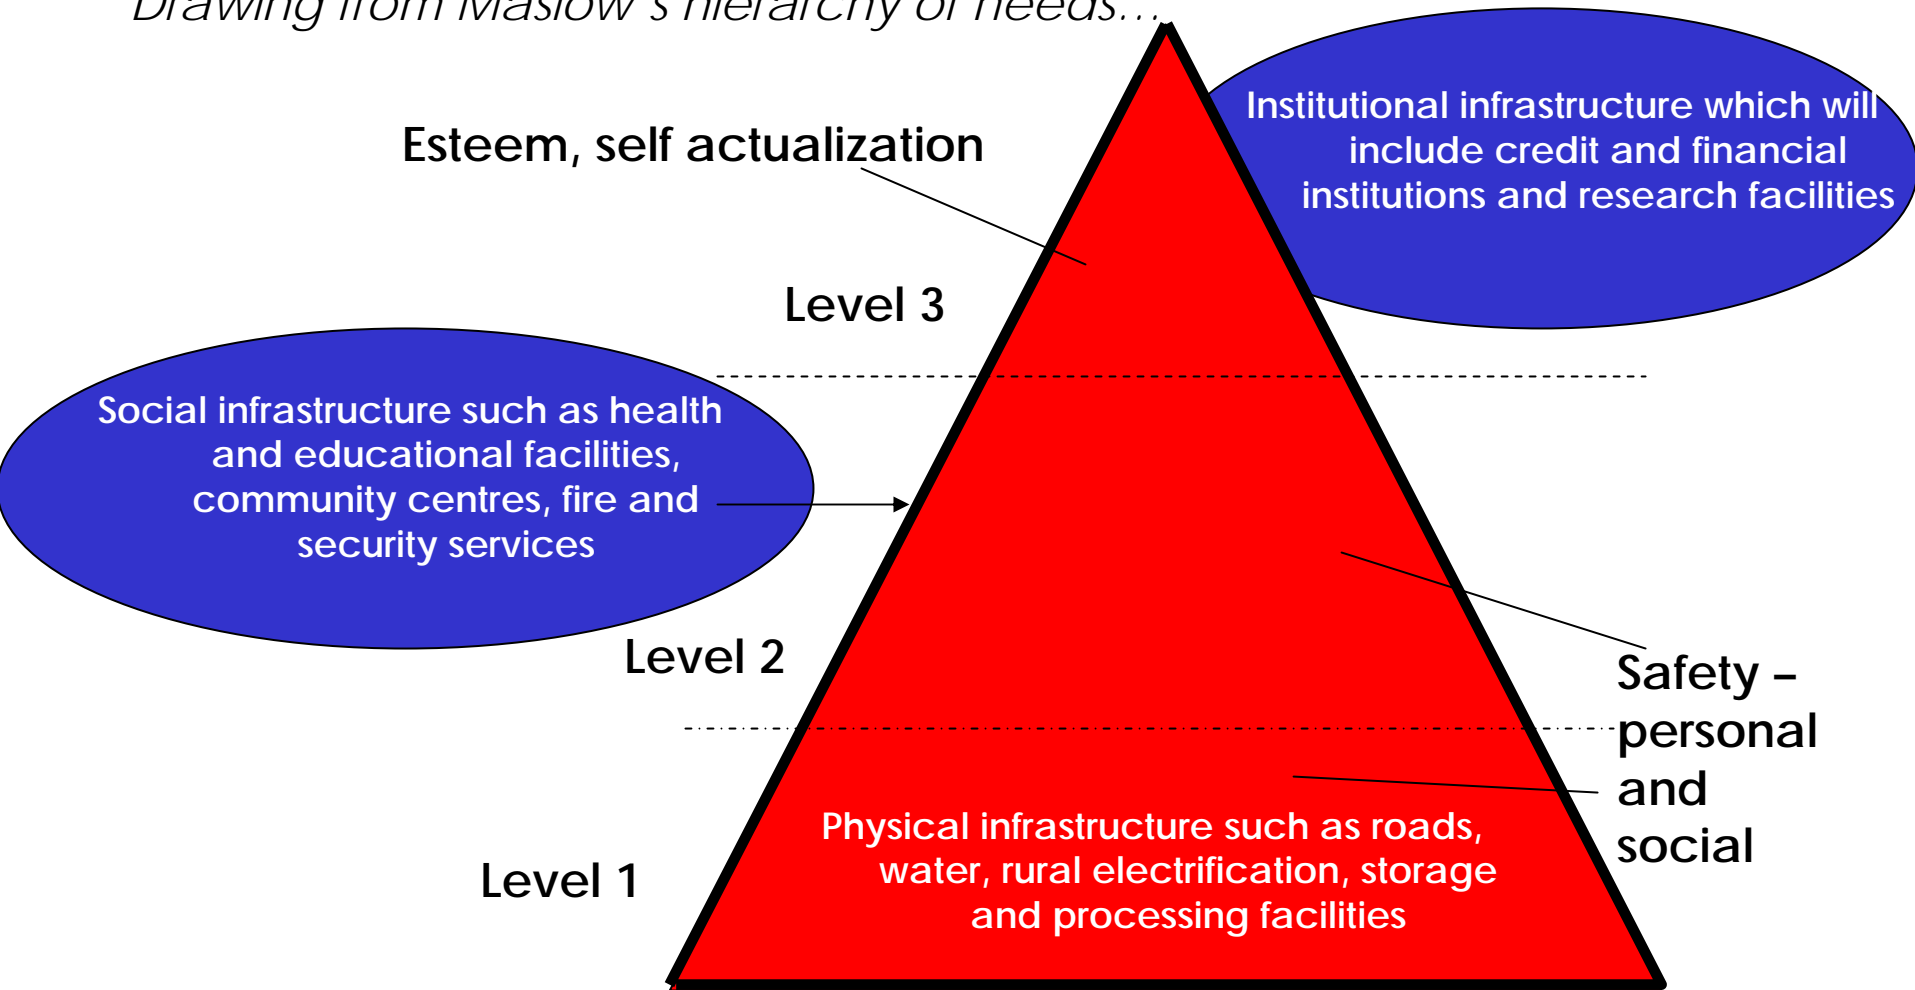 Drawing from Maslow's hierarchy of needs…
Institutional infrastructure which will
include credit and financial
institutions and research facilities
Esteem, self actualization
Level 3
Social infrastructure such as health
and educational facilities,
community centres, fire and
security services
Level 2
Safety –
personal
and
social
Physical infrastructure such as roads,
water, rural electrification, storage
and processing facilities
Level 1